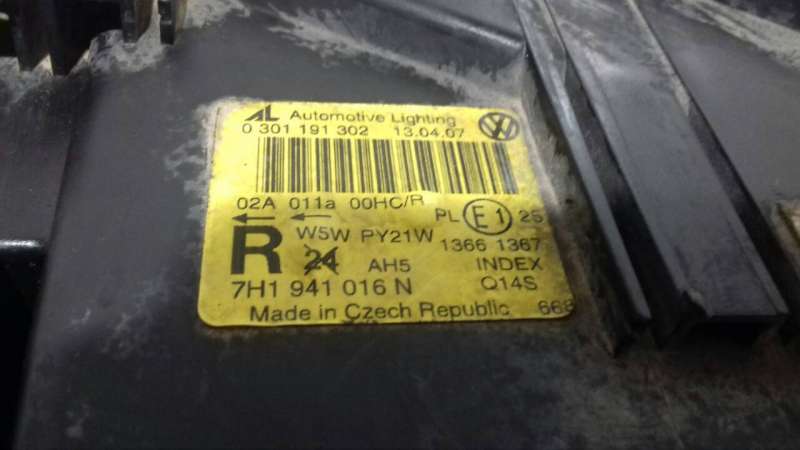 AL Automotive Lighting
0 301 191 302 13.04.07
02A 011a 00HC/R
PL E1 25
R W5W PY21W 1366 1367
24 AH5 INDEX
7H1 941 016 N Q14S
Made in Czech Republic 668